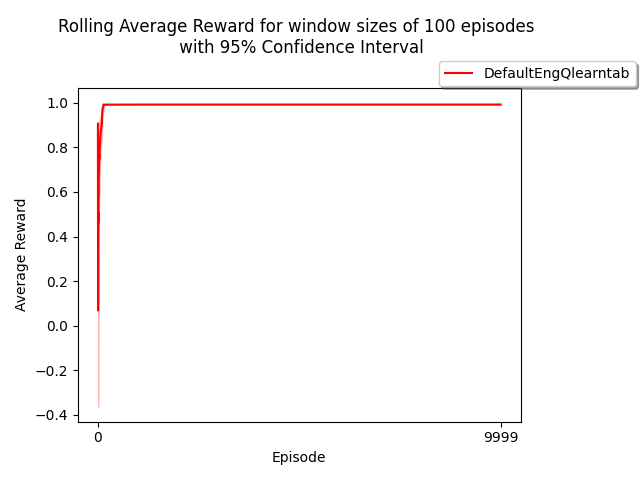 Rolling Average Reward for window sizes of 100 episodes
with 95% Confidence Interval
DefaultEngQlearntab
1.0
0.8
0.6
0.4
0.2
0.0
−0.2
−0.4
Average Reward
0
9999
Episode